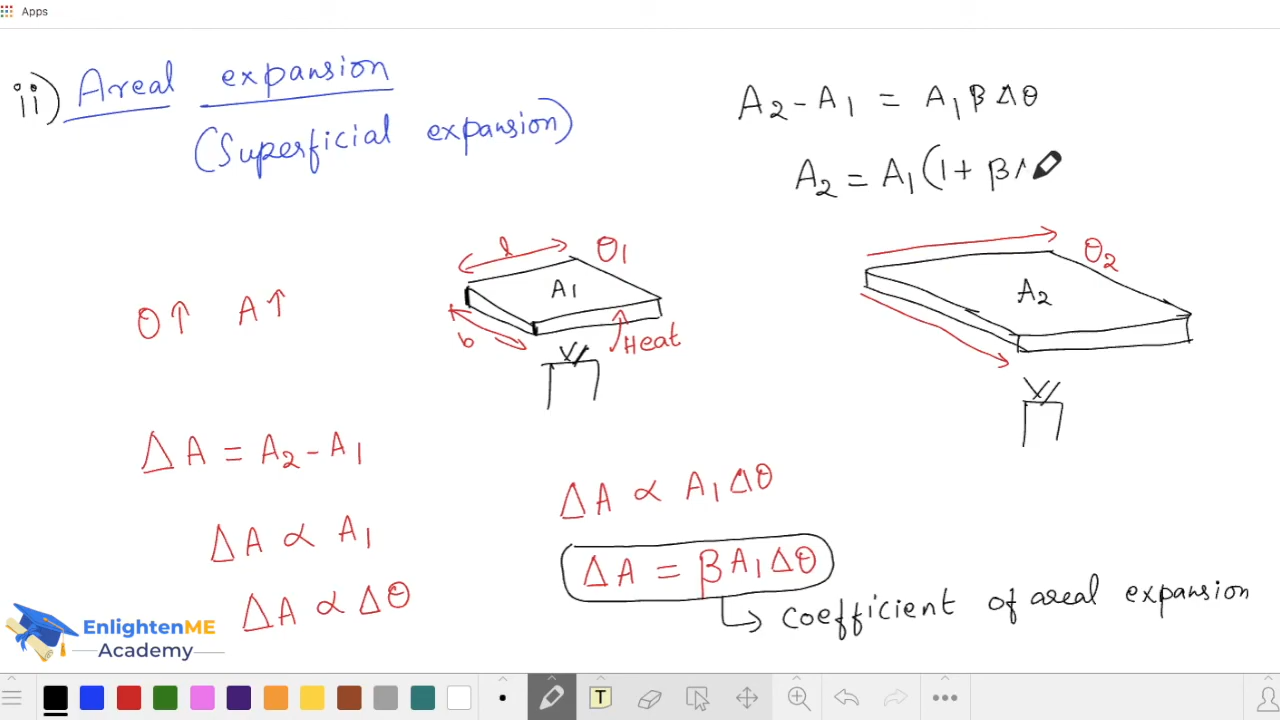 Apps
ii) Areal expansion
(Superficial expansion)
A₂ - A₁ = A₁ β Δθ
A₂ = A₁ (1 + β
l
θ₁
A₁
b
Heat
θ₂
A₂
θ↑ A↑
ΔA = A₂ - A₁
ΔA ∝ A₁
ΔA ∝ Δθ
ΔA ∝ A₁ Δθ
ΔA = β A₁ Δθ
coefficient of areal expansion
EnlightenME
Academy
T